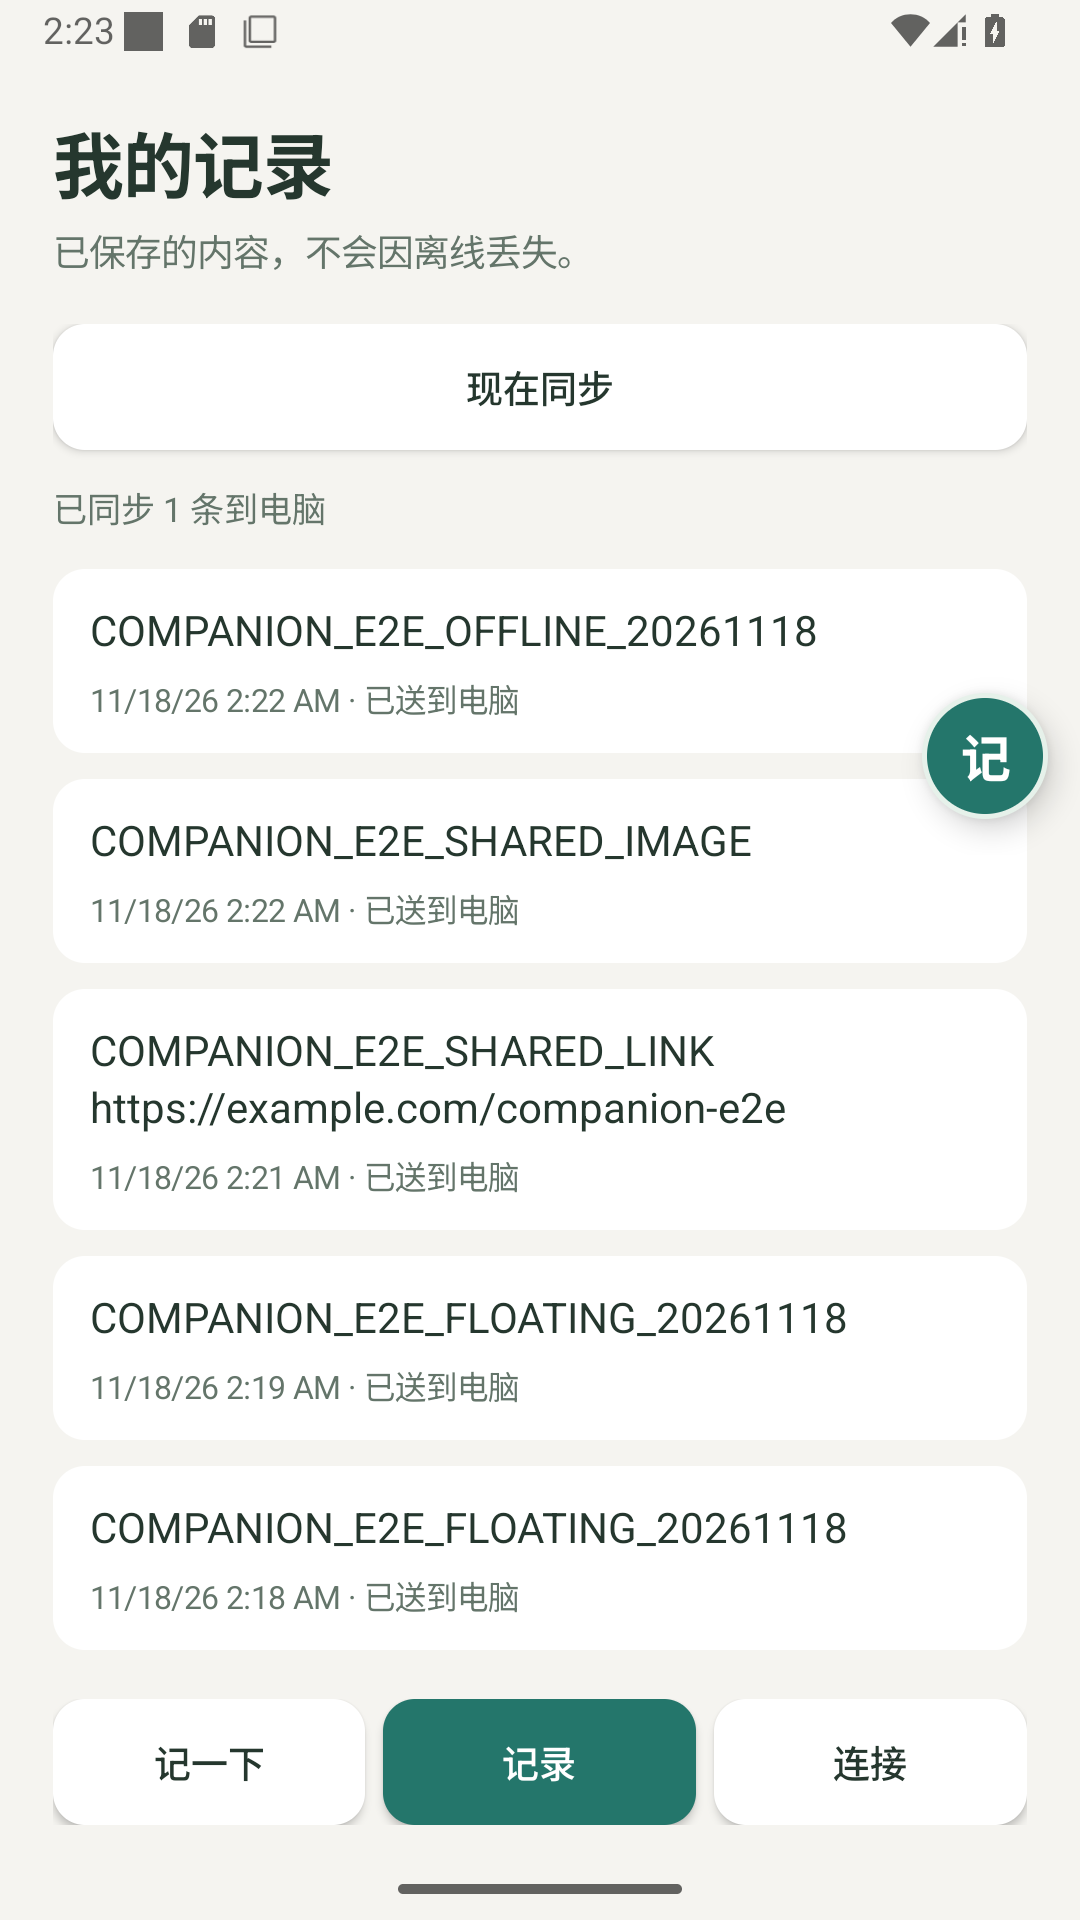 2:23
我的记录
已保存的内容，不会因离线丢失。
现在同步
已同步 1 条到电脑
COMPANION_E2E_OFFLINE_20261118
11/18/26 2:22 AM · 已送到电脑
记
COMPANION_E2E_SHARED_IMAGE
11/18/26 2:22 AM · 已送到电脑
COMPANION_E2E_SHARED_LINK
https://example.com/companion-e2e
11/18/26 2:21 AM · 已送到电脑
COMPANION_E2E_FLOATING_20261118
11/18/26 2:19 AM · 已送到电脑
COMPANION_E2E_FLOATING_20261118
11/18/26 2:18 AM · 已送到电脑
记一下
记录
连接